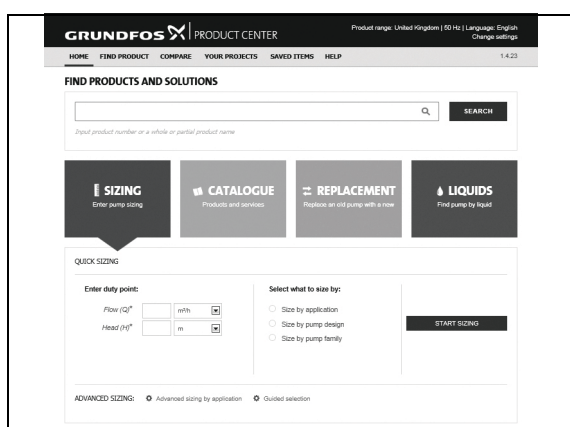 GRUNDFOS PRODUCT CENTER
Product range: United Kingdom | 50 Hz | Language: English
Change settings
HOME FIND PRODUCT COMPARE YOUR PROJECTS SAVED ITEMS HELP 1.4.23
FIND PRODUCTS AND SOLUTIONS
SEARCH
Input product number or a whole or partial product name
SIZING
Enter pump sizing
CATALOGUE
Products and services
REPLACEMENT
Replace an old pump with a new
LIQUIDS
Find pump by liquid
QUICK SIZING
Enter duty point:
Flow (Q)* m³/h
Head (H)* m
Select what to size by:
Size by application
Size by pump design
Size by pump family
START SIZING
ADVANCED SIZING: Advanced sizing by application Guided selection